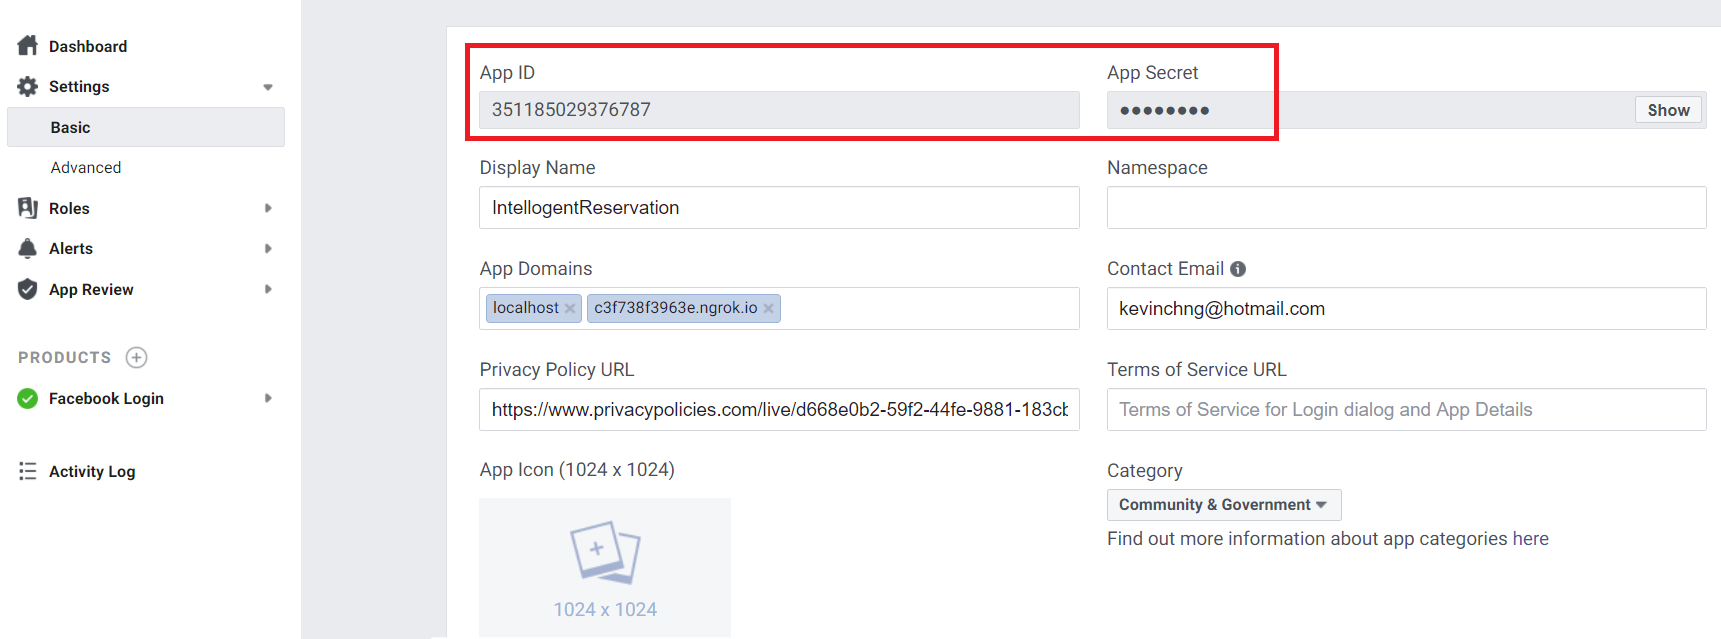 Dashboard
Settings
Basic
Advanced
Roles
Alerts
App Review
PRODUCTS
Facebook Login
Activity Log
App ID
351185029376787
App Secret
●●●●●●●●
Show
Display Name
IntellogentReservation
Namespace
App Domains
localhost × c3f738f3963e.ngrok.io ×
Contact Email
kevinchng@hotmail.com
Privacy Policy URL
https://www.privacypolicies.com/live/d668e0b2-59f2-44fe-9881-183cb
Terms of Service URL
Terms of Service for Login dialog and App Details
App Icon (1024 x 1024)
1024 x 1024
Category
Community & Government
Find out more information about app categories here